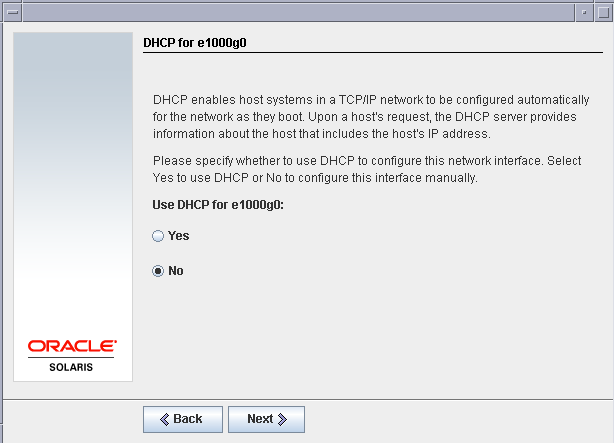 DHCP for e1000g0
DHCP enables host systems in a TCP/IP network to be configured automatically
for the network as they boot. Upon a host's request, the DHCP server provides
information about the host that includes the host's IP address.
Please specify whether to use DHCP to configure this network interface. Select
Yes to use DHCP or No to configure this interface manually.
Use DHCP for e1000g0:
Yes
No
ORACLE
SOLARIS
Back
Next